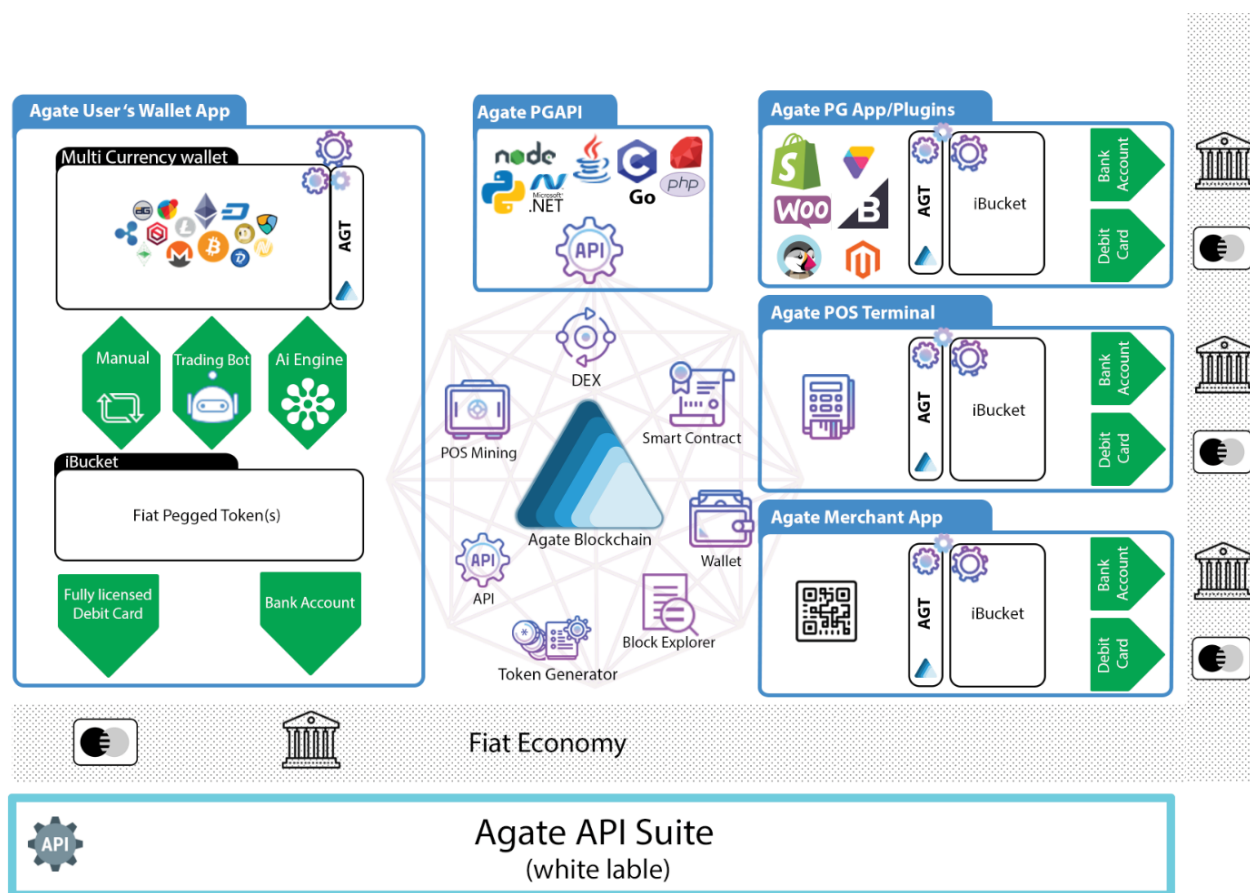 Agate User's Wallet App
Multi Currency wallet
AGT
Manual
Trading Bot
Ai Engine
iBucket
Fiat Pegged Token(s)
Fully licensed
Debit Card
Bank Account
Agate PGAPI
node
Microsoft
.NET
Go
php
API
DEX
POS Mining
Smart Contract
Agate Blockchain
Wallet
API
API
Block Explorer
Token Generator
Agate PG App/Plugins
WOO
B
AGT
iBucket
Bank
Account
Debit
Card
Agate POS Terminal
AGT
iBucket
Bank
Account
Debit
Card
Agate Merchant App
AGT
iBucket
Bank
Account
Debit
Card
Fiat Economy
API
Agate API Suite
(white lable)